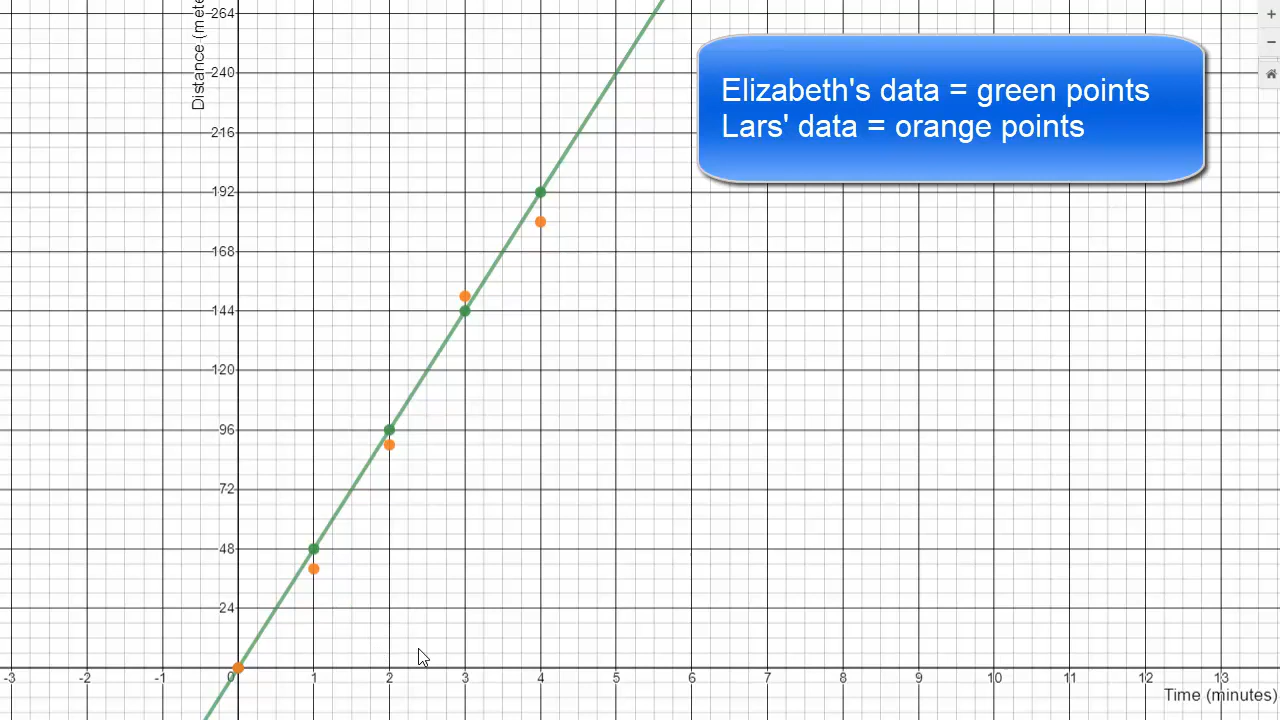 264
Distance (mete
240
216
192
168
144
120
96
72
48
24
-3 -2 -1 0 1 2 3 4 5 6 7 8 9 10 11 12 13
Time (minutes)
Elizabeth's data = green points
Lars' data = orange points